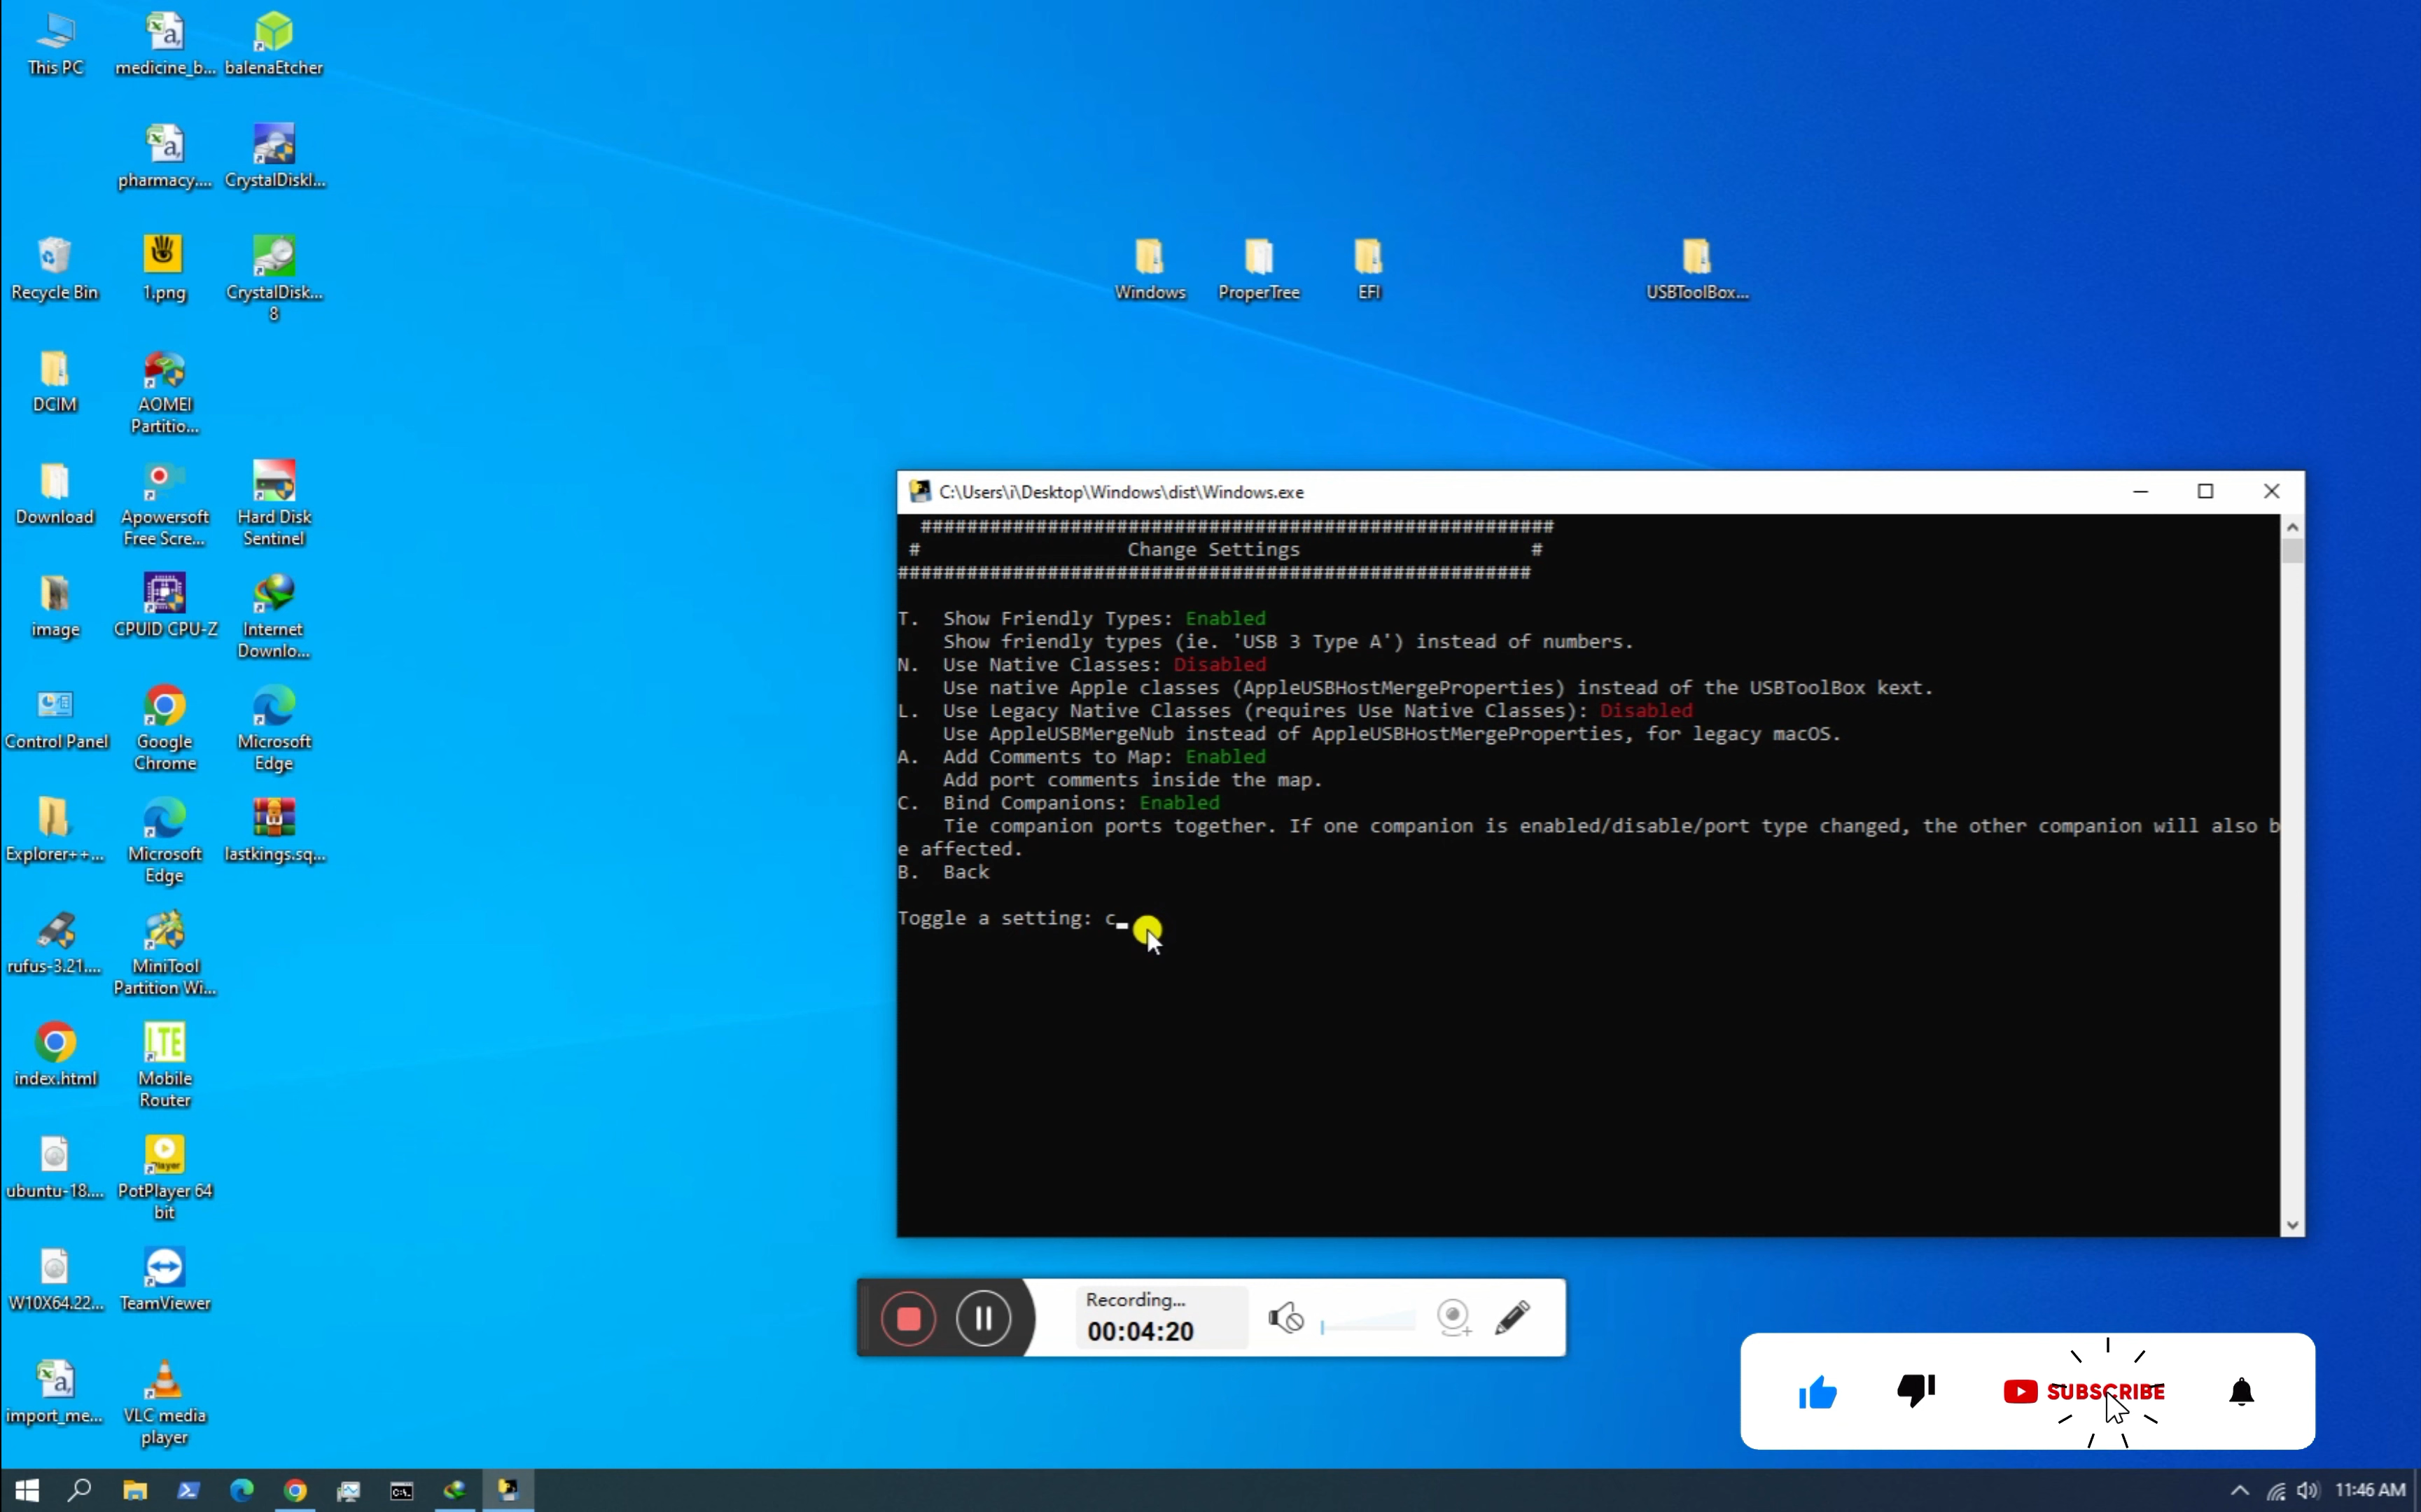 This PC
medicine_b...
balenaEtcher
pharmacy....
CrystalDiskI...
Recycle Bin
1.png
CrystalDisk...
8
Windows
ProperTree
EFI
USBToolBox...
DCIM
AOMEI
Partitio...
Download
Apowersoft
Free Scre...
Hard Disk
Sentinel
image
CPUID CPU-Z
Internet
Downlo...
Control Panel
Google
Chrome
Microsoft
Edge
Explorer++...
Microsoft
Edge
lastkings.sq...
rufus-3.21....
MiniTool
Partition Wi...
index.html
LTE
Mobile
Router
ubuntu-18....
Player
PotPlayer 64
bit
W10X64.22...
TeamViewer
import_me...
VLC media
player
C:\Users\i\Desktop\Windows\dist\Windows.exe
#######################################################
# Change Settings #
#######################################################
T. Show Friendly Types: Enabled
Show friendly types (ie. 'USB 3 Type A') instead of numbers.
N. Use Native Classes: Disabled
Use native Apple classes (AppleUSBHostMergeProperties) instead of the USBToolBox kext.
L. Use Legacy Native Classes (requires Use Native Classes): Disabled
Use AppleUSBMergeNub instead of AppleUSBHostMergeProperties, for legacy macOS.
A. Add Comments to Map: Enabled
Add port comments inside the map.
C. Bind Companions: Enabled
Tie companion ports together. If one companion is enabled/disable/port type changed, the other companion will also b
e affected.
B. Back
Toggle a setting: c_
Recording...
00:04:20
SUBSCRIBE
11:46 AM